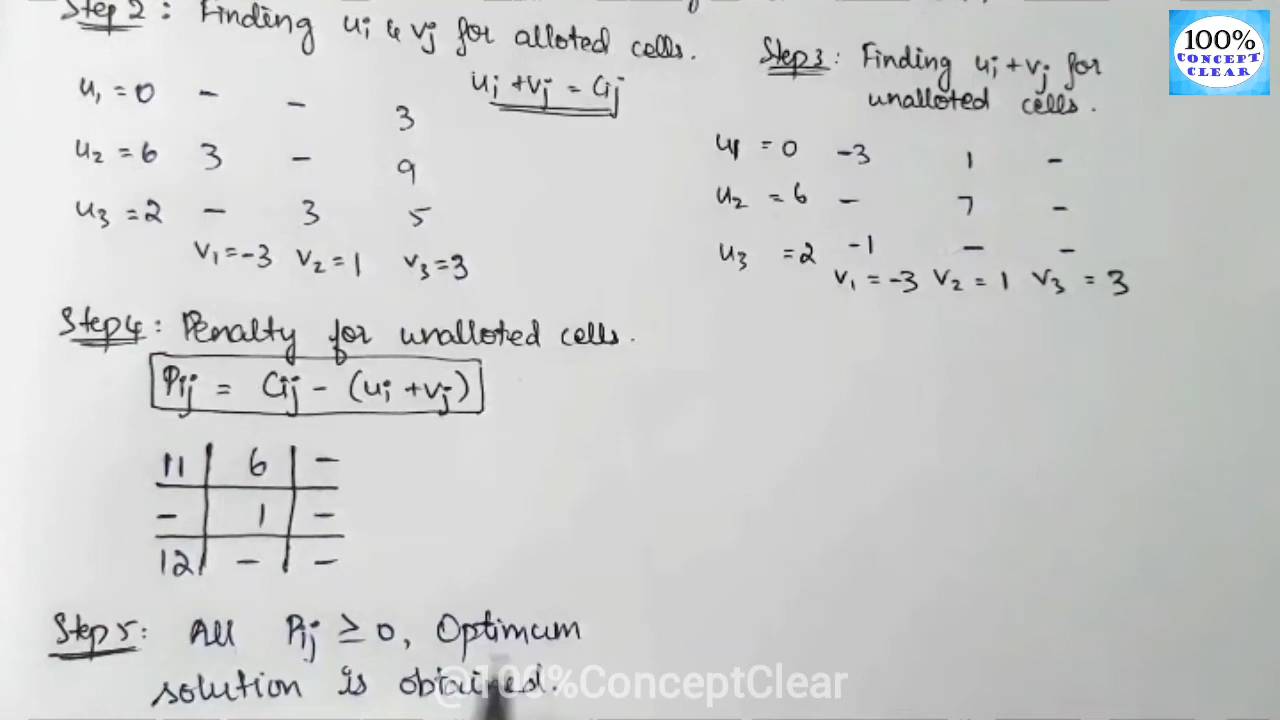 Step 2: Finding ui & vj for alloted cells.
ui + vj = Cij
u1 = 0 - - 3
u2 = 6 3 - 9
u3 = 2 - 3 5
v1 = -3 v2 = 1 v3 = 3
Step 3: Finding ui + vj for
unalloted cells.
u1 = 0 -3 1 -
u2 = 6 - 7 -
u3 = 2 -1 - -
v1 = -3 v2 = 1 v3 = 3
100%
CONCEPT
CLEAR
Step 4: Penalty for unalloted cells.
Pij = Cij - (ui + vj)
11 6 -
- 1 -
12 - -
Step 5: All Pij ≥ 0, Optimum
solution is obtained.
@100%ConceptClear